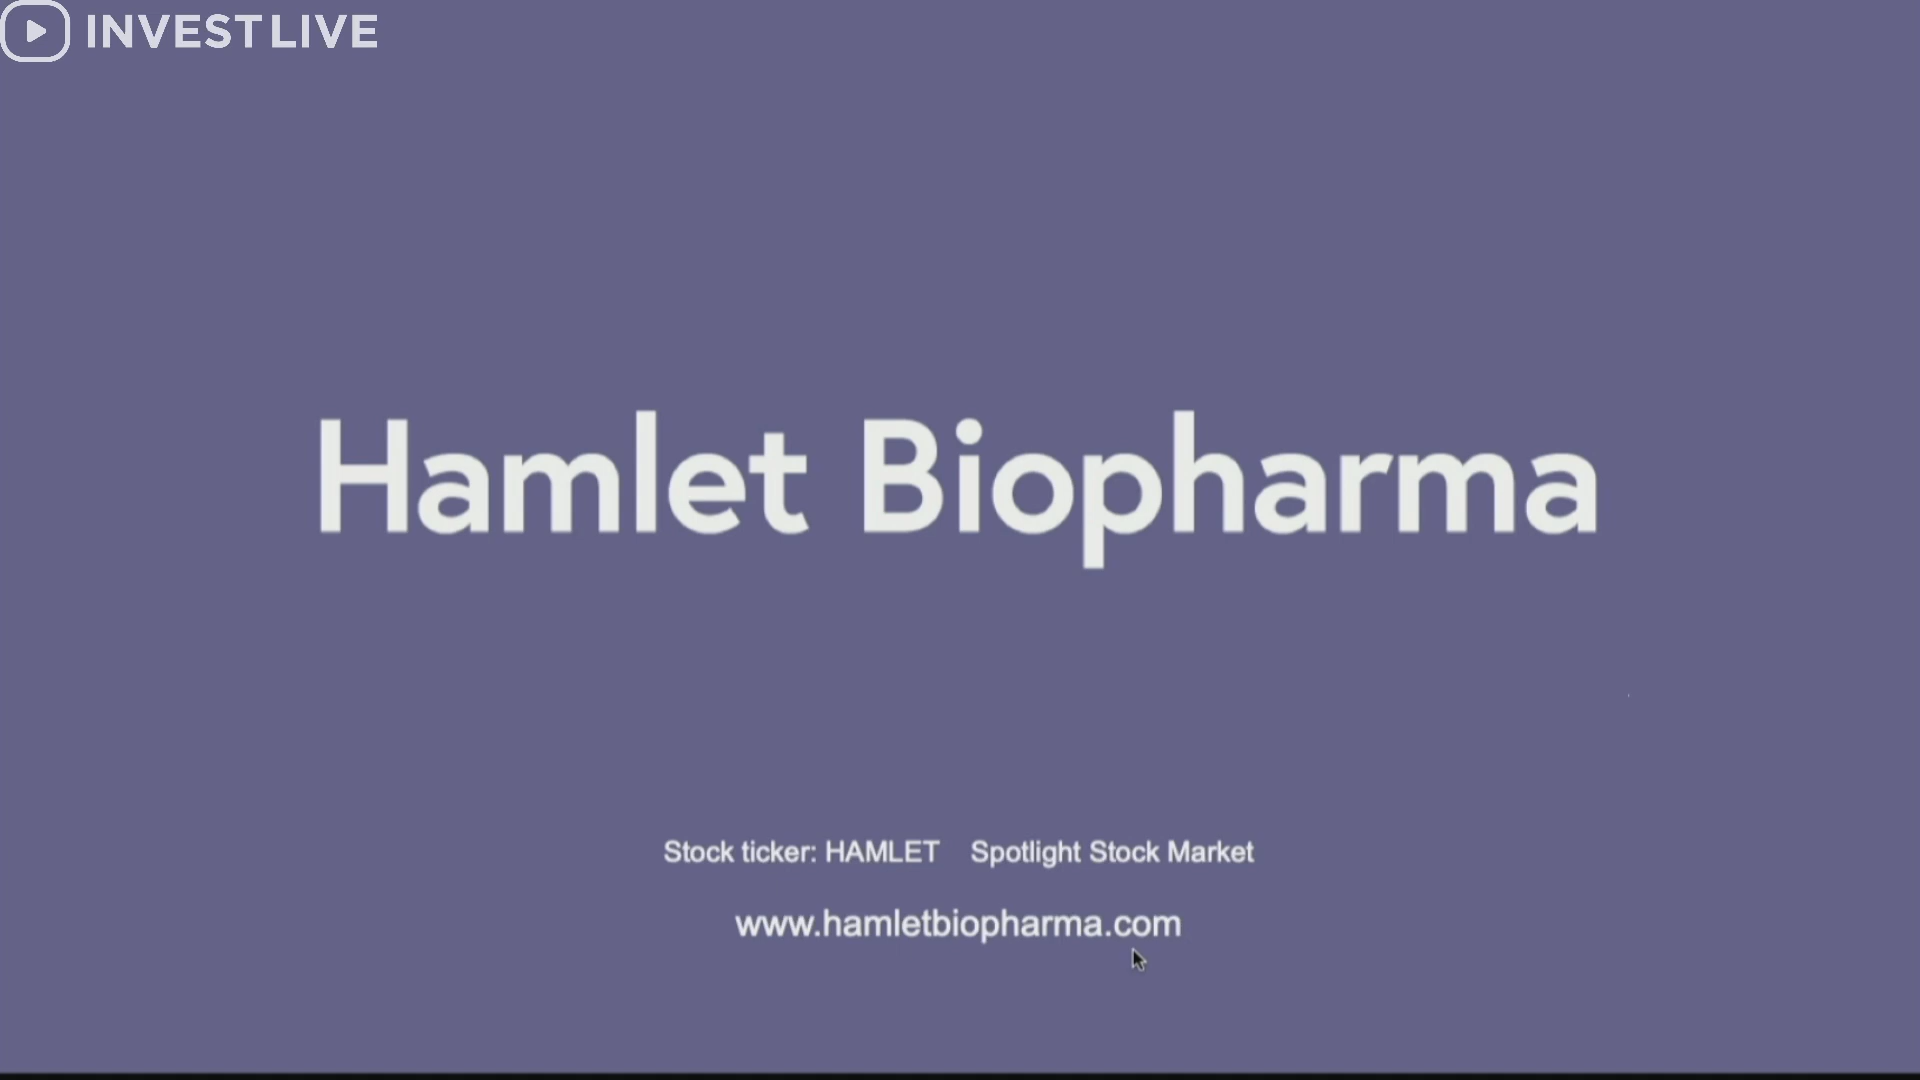 INVESTLIVE
Hamlet Biopharma
Stock ticker: HAMLET    Spotlight Stock Market
www.hamletbiopharma.com